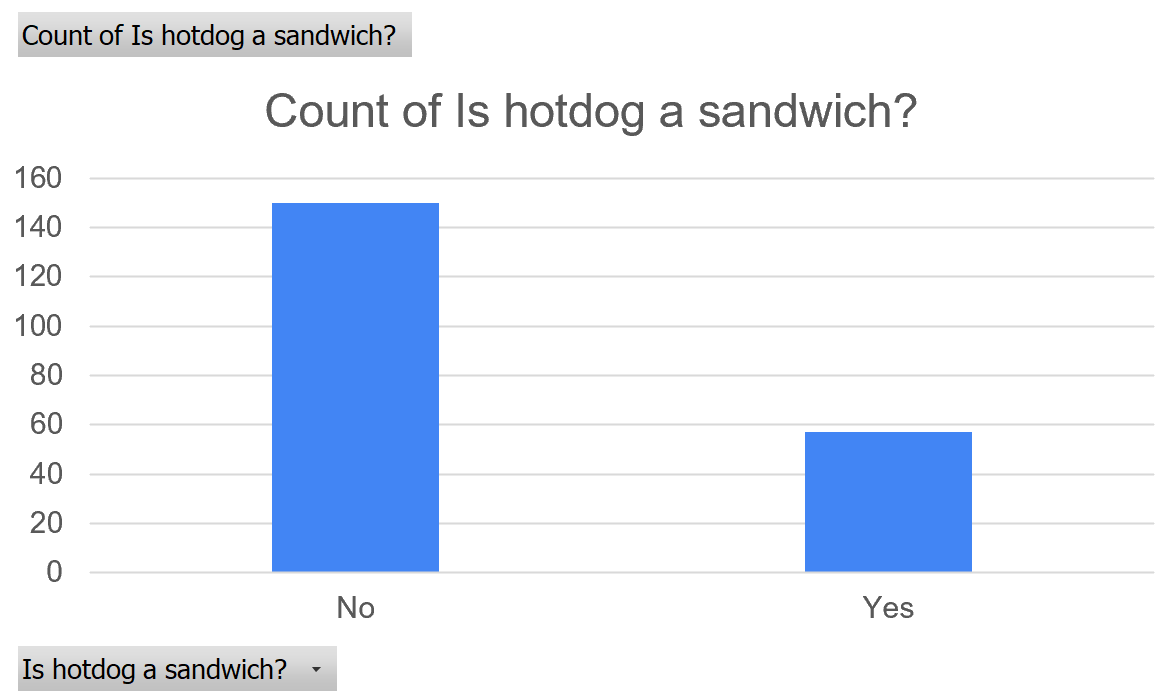 Count of Is hotdog a sandwich?
Count of Is hotdog a sandwich?
160
140
120
100
80
60
40
20
0
No Yes
Is hotdog a sandwich?